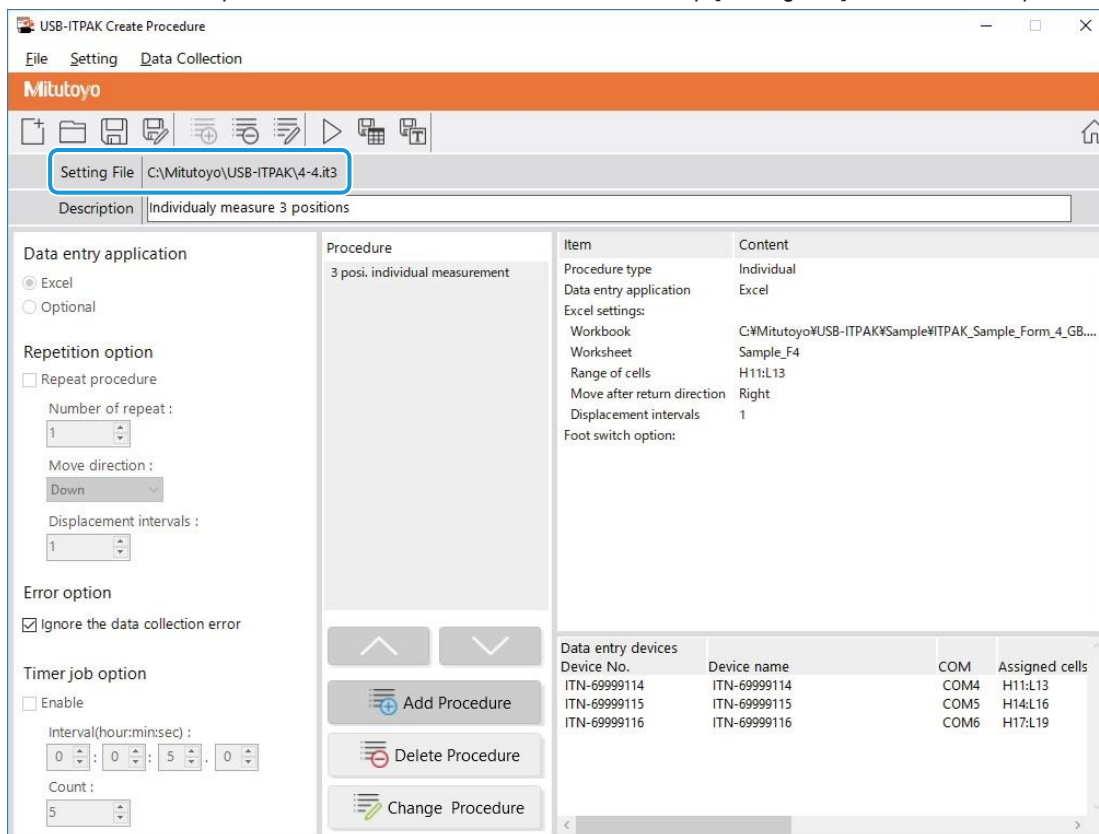 USB-ITPAK Create Procedure
File Setting Data Collection
Mitutoyo
Setting File C:\Mitutoyo\USB-ITPAK\4-4.it3
Description Individualy measure 3 positions
Data entry application
Excel
Optional
Repetition option
Repeat procedure
Number of repeat :
1
Move direction :
Down
Displacement intervals :
1
Error option
Ignore the data collection error
Timer job option
Enable
Interval(hour:min:sec) :
0 : 0 : 5 . 0
Count :
5
Procedure
3 posi. individual measurement
Add Procedure
Delete Procedure
Change Procedure
Item Content
Procedure type Individual
Data entry application Excel
Excel settings:
Workbook C:¥Mitutoyo¥USB-ITPAK¥Sample¥ITPAK_Sample_Form_4_GB....
Worksheet Sample_F4
Range of cells H11:L13
Move after return direction Right
Displacement intervals 1
Foot switch option:
Data entry devices
Device No. Device name COM Assigned cells
ITN-69999114 ITN-69999114 COM4 H11:L13
ITN-69999115 ITN-69999115 COM5 H14:L16
ITN-69999116 ITN-69999116 COM6 H17:L19